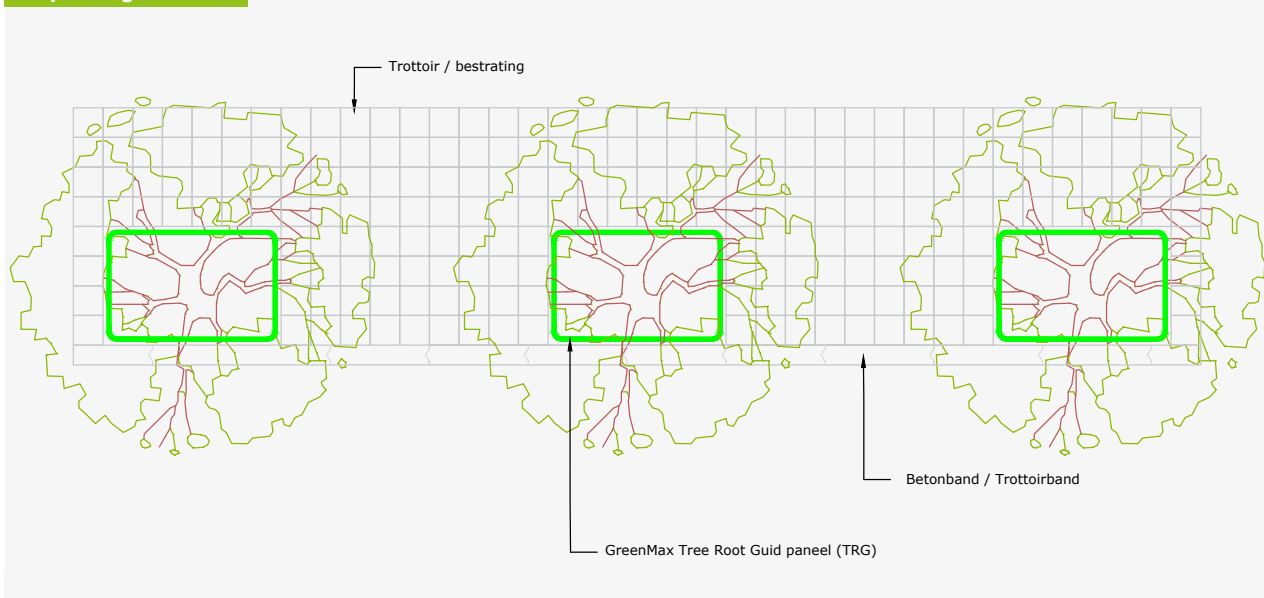 Trottoir / bestrating
Betonband / Trottoirband
GreenMax Tree Root Guid paneel (TRG)